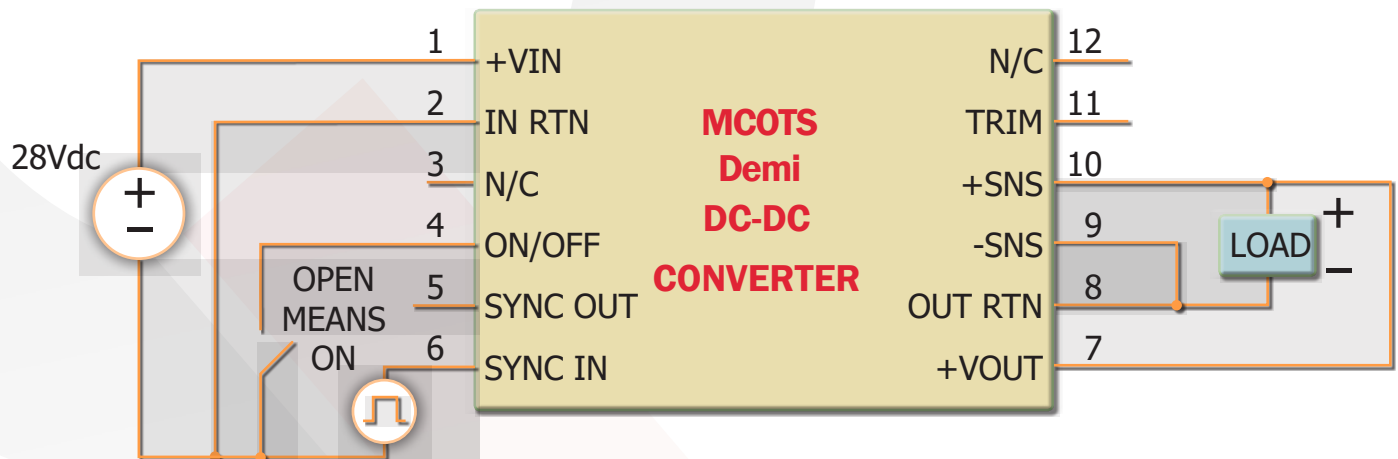 28Vdc
+
−
1
+VIN
2
IN RTN
3
N/C
4
ON/OFF
5
SYNC OUT
6
SYNC IN
OPEN
MEANS
ON
MCOTS
Demi
DC-DC
CONVERTER
12
N/C
11
TRIM
10
+SNS
9
-SNS
8
OUT RTN
7
+VOUT
LOAD
+
−